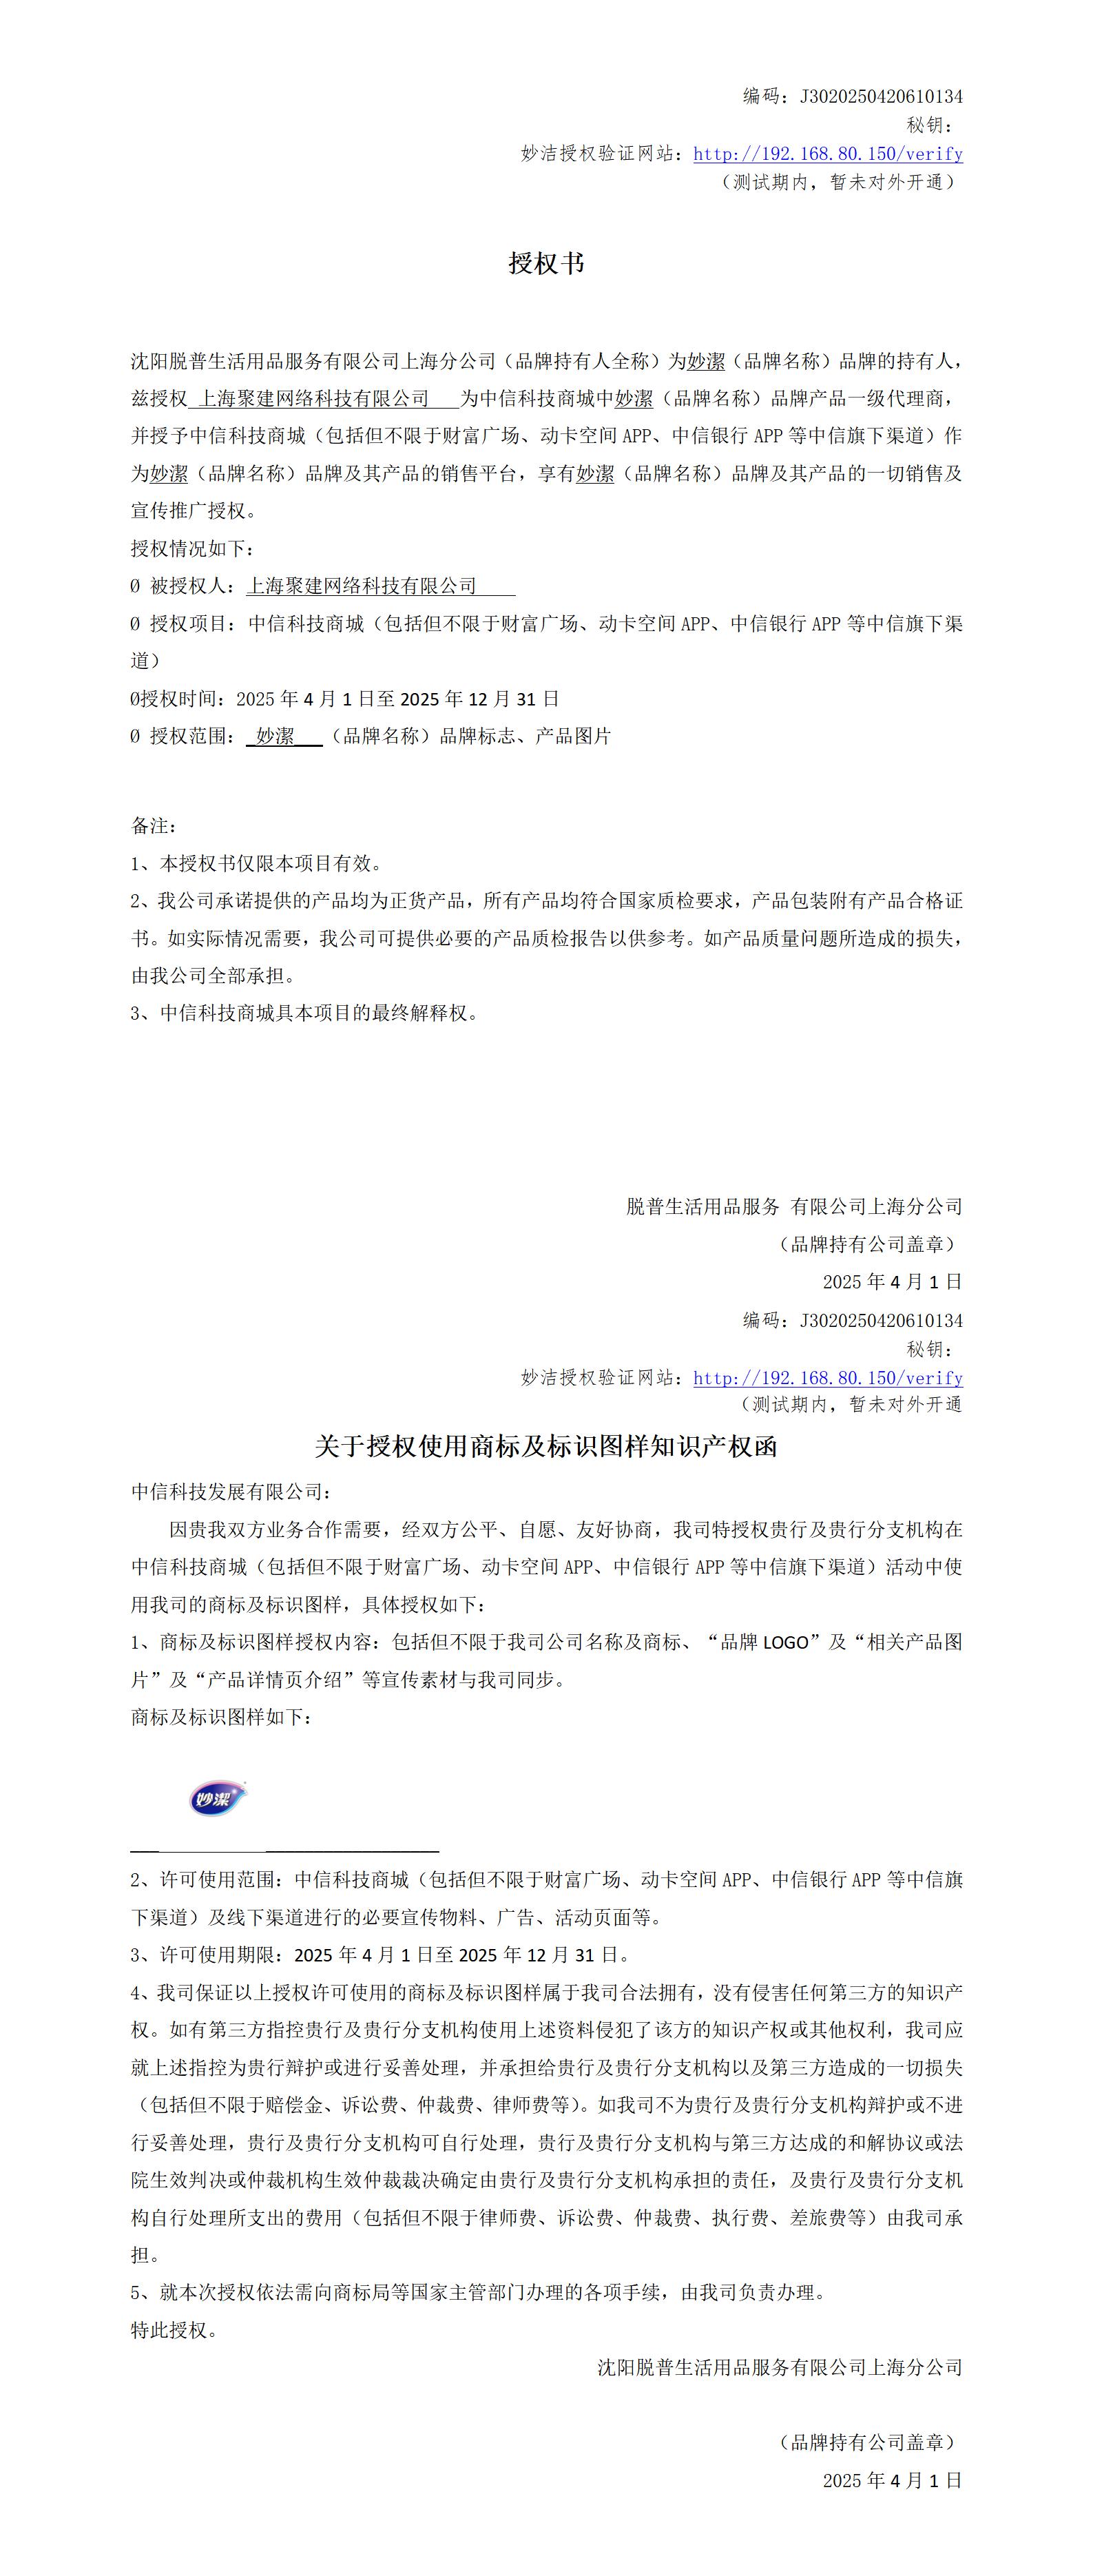 编码：J3020250420610134
秘钥：
妙洁授权验证网站：http://192.168.80.150/verify
（测试期内，暂未对外开通）
授权书
沈阳脱普生活用品服务有限公司上海分公司（品牌持有人全称）为妙潔（品牌名称）品牌的持有人，
兹授权 上海聚建网络科技有限公司 为中信科技商城中妙潔（品牌名称）品牌产品一级代理商，
并授予中信科技商城（包括但不限于财富广场、动卡空间 APP、中信银行 APP 等中信旗下渠道）作
为妙潔（品牌名称）品牌及其产品的销售平台，享有妙潔（品牌名称）品牌及其产品的一切销售及
宣传推广授权。
授权情况如下：
Ø 被授权人：上海聚建网络科技有限公司
Ø 授权项目：中信科技商城（包括但不限于财富广场、动卡空间 APP、中信银行 APP 等中信旗下渠
道）
Ø授权时间：2025 年 4 月 1 日至 2025 年 12 月 31 日
Ø 授权范围： 妙潔 （品牌名称）品牌标志、产品图片
备注：
1、本授权书仅限本项目有效。
2、我公司承诺提供的产品均为正货产品，所有产品均符合国家质检要求，产品包装附有产品合格证
书。如实际情况需要，我公司可提供必要的产品质检报告以供参考。如产品质量问题所造成的损失，
由我公司全部承担。
3、中信科技商城具本项目的最终解释权。
脱普生活用品服务 有限公司上海分公司
（品牌持有公司盖章）
2025 年 4 月 1 日
编码：J3020250420610134
秘钥：
妙洁授权验证网站：http://192.168.80.150/verify
（测试期内，暂未对外开通
关于授权使用商标及标识图样知识产权函
中信科技发展有限公司：
因贵我双方业务合作需要，经双方公平、自愿、友好协商，我司特授权贵行及贵行分支机构在
中信科技商城（包括但不限于财富广场、动卡空间 APP、中信银行 APP 等中信旗下渠道）活动中使
用我司的商标及标识图样，具体授权如下：
1、商标及标识图样授权内容：包括但不限于我司公司名称及商标、“品牌 LOGO”及“相关产品图
片”及“产品详情页介绍”等宣传素材与我司同步。
商标及标识图样如下：
妙潔
2、许可使用范围：中信科技商城（包括但不限于财富广场、动卡空间 APP、中信银行 APP 等中信旗
下渠道）及线下渠道进行的必要宣传物料、广告、活动页面等。
3、许可使用期限：2025 年 4 月 1 日至 2025 年 12 月 31 日。
4、我司保证以上授权许可使用的商标及标识图样属于我司合法拥有，没有侵害任何第三方的知识产
权。如有第三方指控贵行及贵行分支机构使用上述资料侵犯了该方的知识产权或其他权利，我司应
就上述指控为贵行辩护或进行妥善处理，并承担给贵行及贵行分支机构以及第三方造成的一切损失
（包括但不限于赔偿金、诉讼费、仲裁费、律师费等）。如我司不为贵行及贵行分支机构辩护或不进
行妥善处理，贵行及贵行分支机构可自行处理，贵行及贵行分支机构与第三方达成的和解协议或法
院生效判决或仲裁机构生效仲裁裁决确定由贵行及贵行分支机构承担的责任，及贵行及贵行分支机
构自行处理所支出的费用（包括但不限于律师费、诉讼费、仲裁费、执行费、差旅费等）由我司承
担。
5、就本次授权依法需向商标局等国家主管部门办理的各项手续，由我司负责办理。
特此授权。
沈阳脱普生活用品服务有限公司上海分公司
（品牌持有公司盖章）
2025 年 4 月 1 日